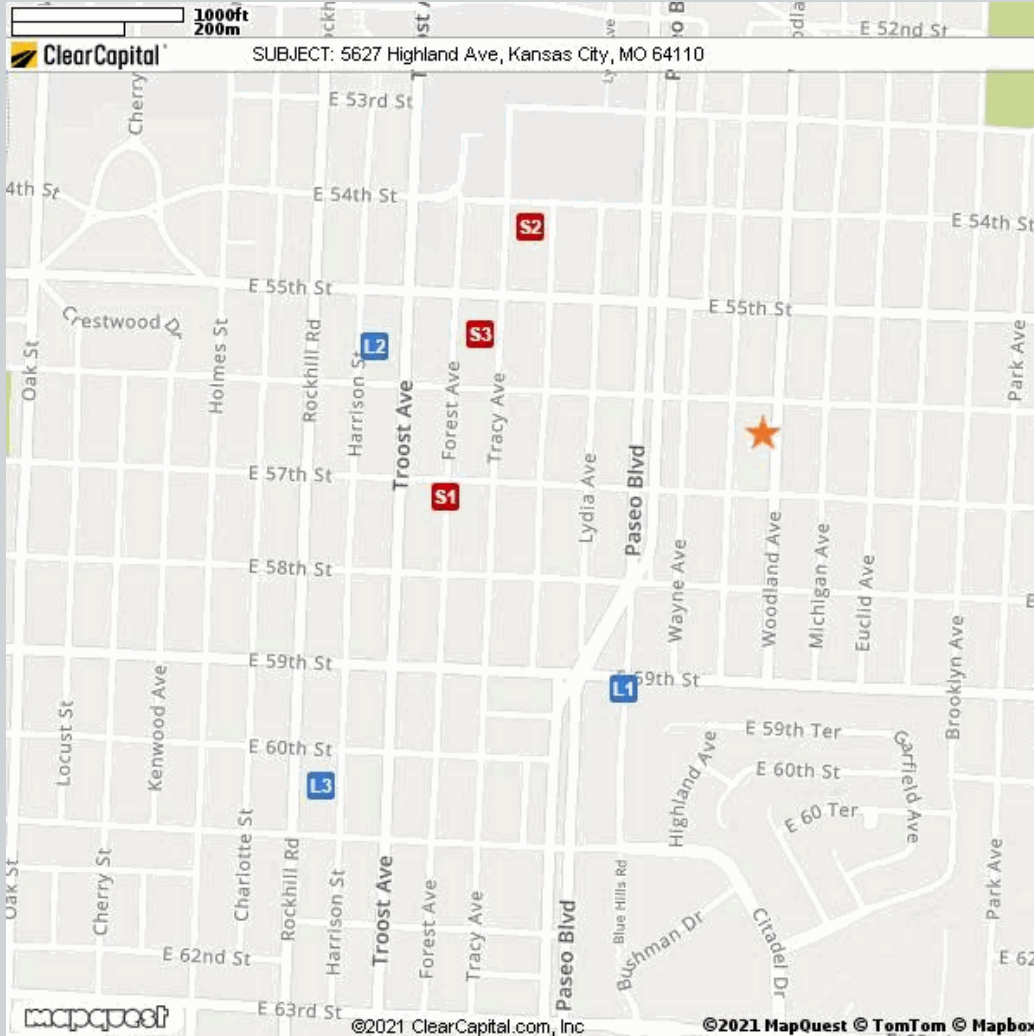 1000ft
200m
E 52nd St
ClearCapital
SUBJECT: 5627 Highland Ave, Kansas City, MO 64110
E 53rd St
Cherry
E 54th St
4th St
S2
E 54th St
E 55th St
E 55th St
Crestwood Dr
S3
L2
Oak St
Holmes St
Rockhill Rd
Harrison St
Troost Ave
Forest Ave
Tracy Ave
Park Ave
E 57th St
S1
Lydia Ave
Paseo Blvd
E 58th St
Wayne Ave
Woodland Ave
Michigan Ave
Euclid Ave
Brooklyn Ave
E 59th St
E 59th St
L1
Locust St
Kenwood Ave
E 60th St
E 59th Ter
Highland Ave
E 60th St
Garfield Ave
L3
E 60 Ter
Oak St
Cherry St
Charlotte St
Rockhill Rd
Harrison St
Troost Ave
Forest Ave
Tracy Ave
Paseo Blvd
Blue Hills Rd
Bushman Dr
Citadel Dr
Park Ave
E 62nd St
E 62
E 63rd St
mapquest
©2021 ClearCapital.com, Inc
©2021 MapQuest © TomTom © Mapbox